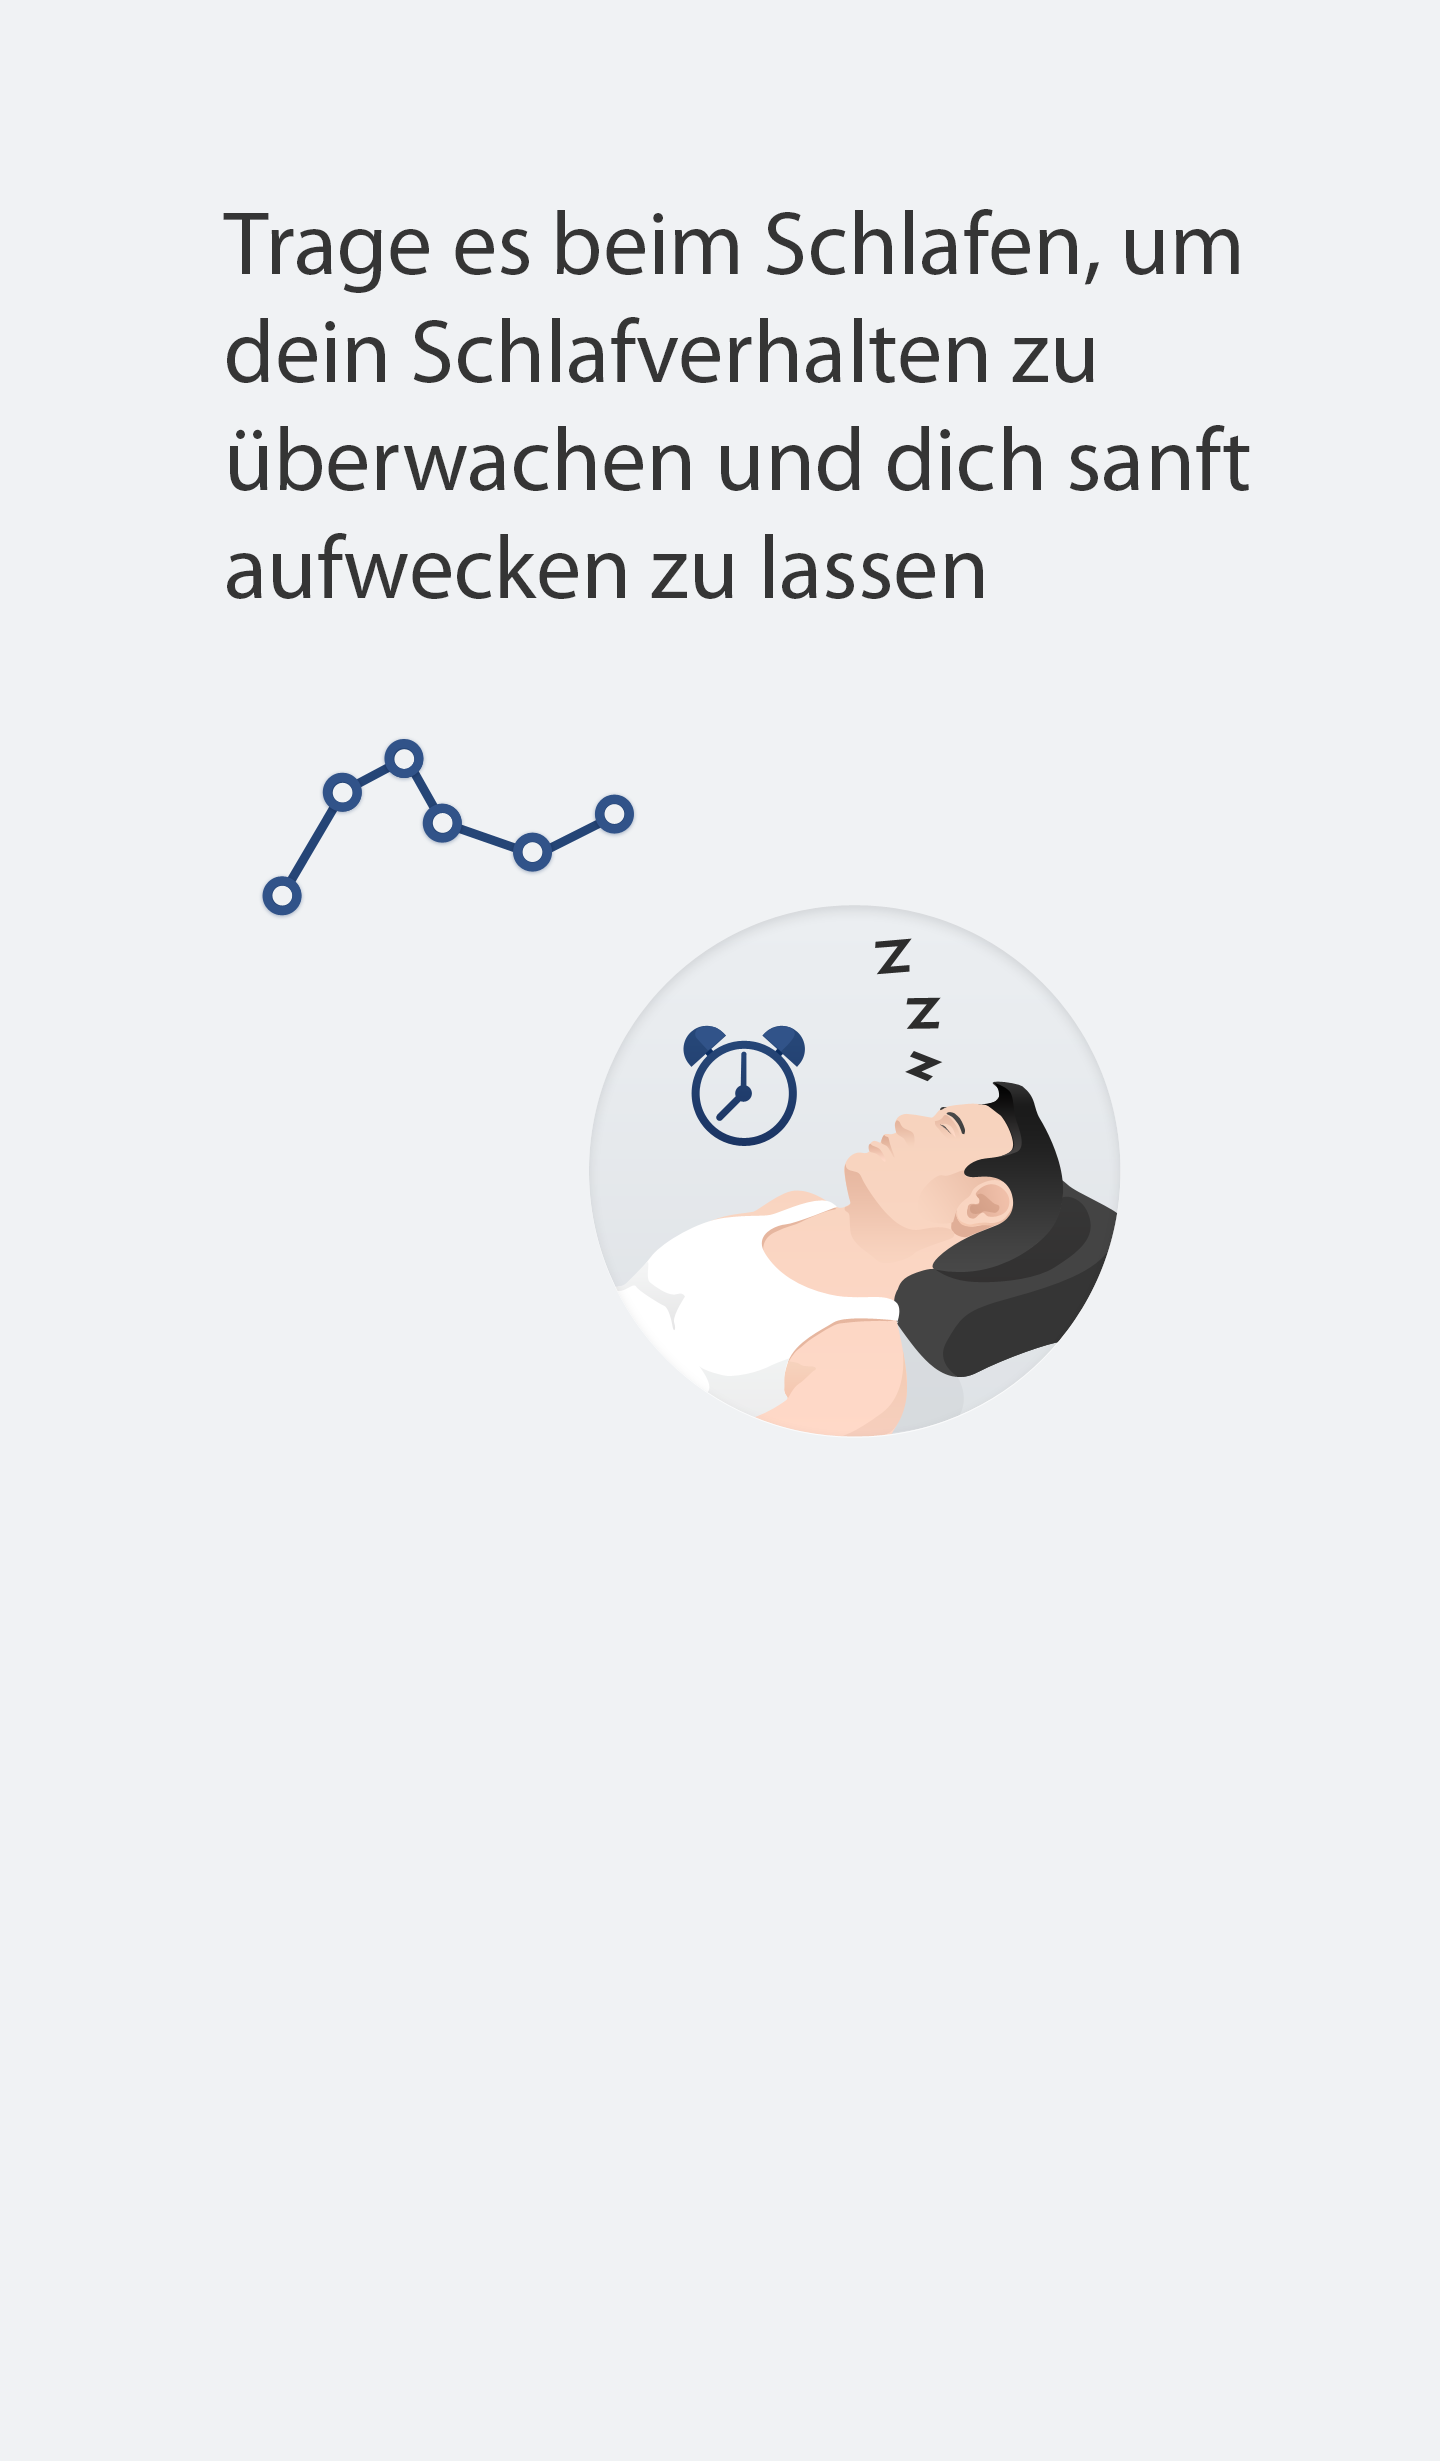 Trage es beim Schlafen, um
dein Schlafverhalten zu
überwachen und dich sanft
aufwecken zu lassen
Z
Z
Z